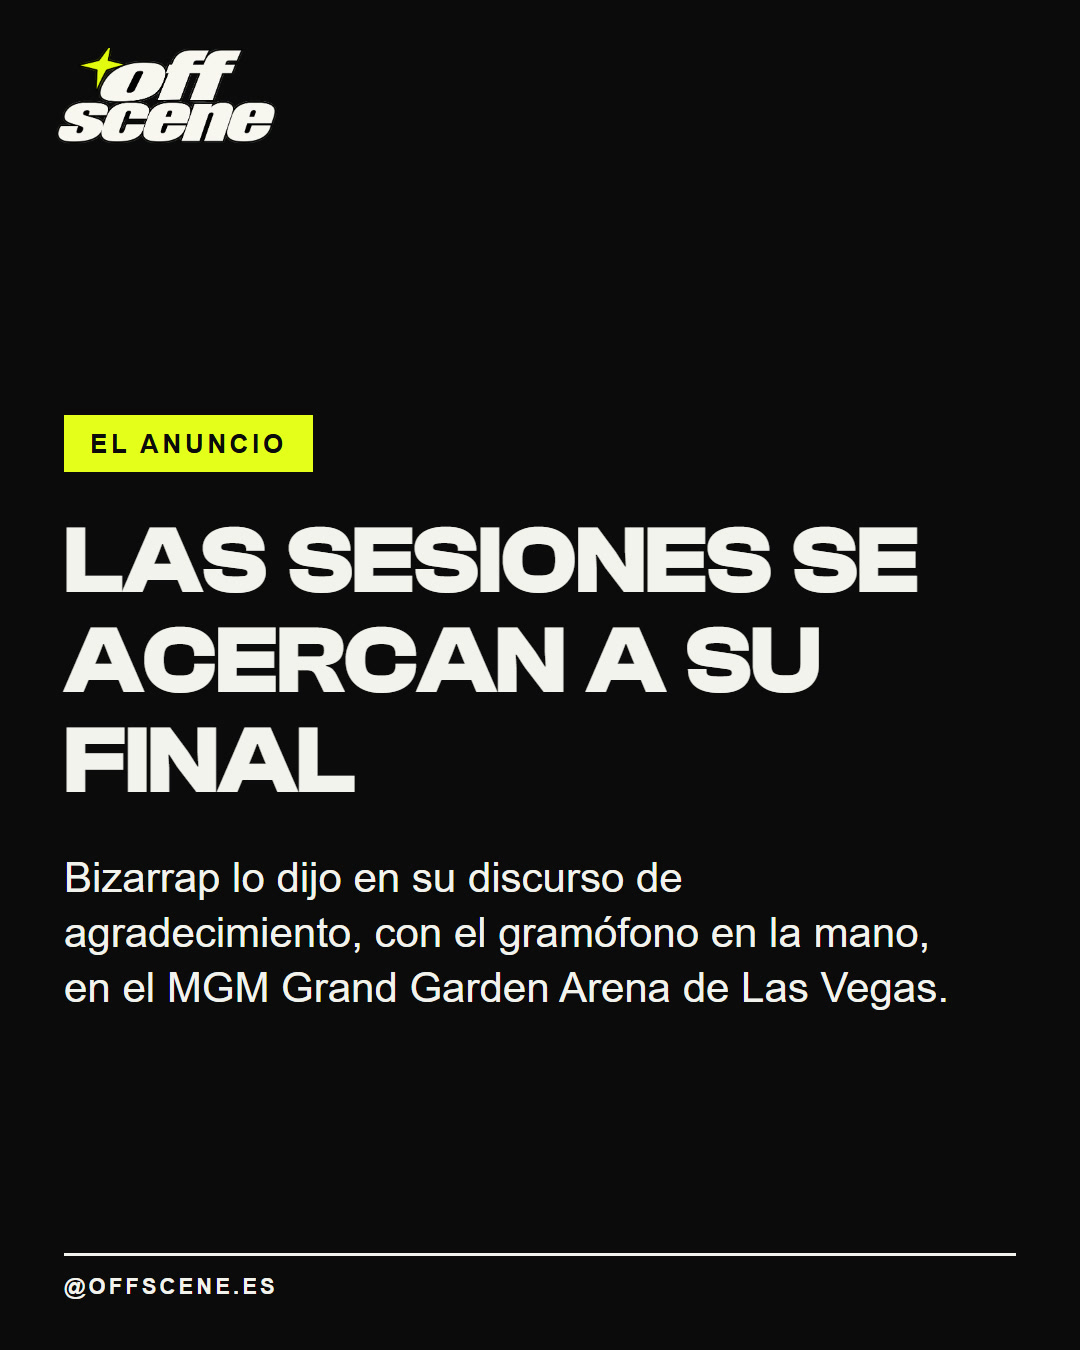 off
scene
EL ANUNCIO
LAS SESIONES SE
ACERCAN A SU
FINAL
Bizarrap lo dijo en su discurso de
agradecimiento, con el gramófono en la mano,
en el MGM Grand Garden Arena de Las Vegas.
@OFFSCENE.ES